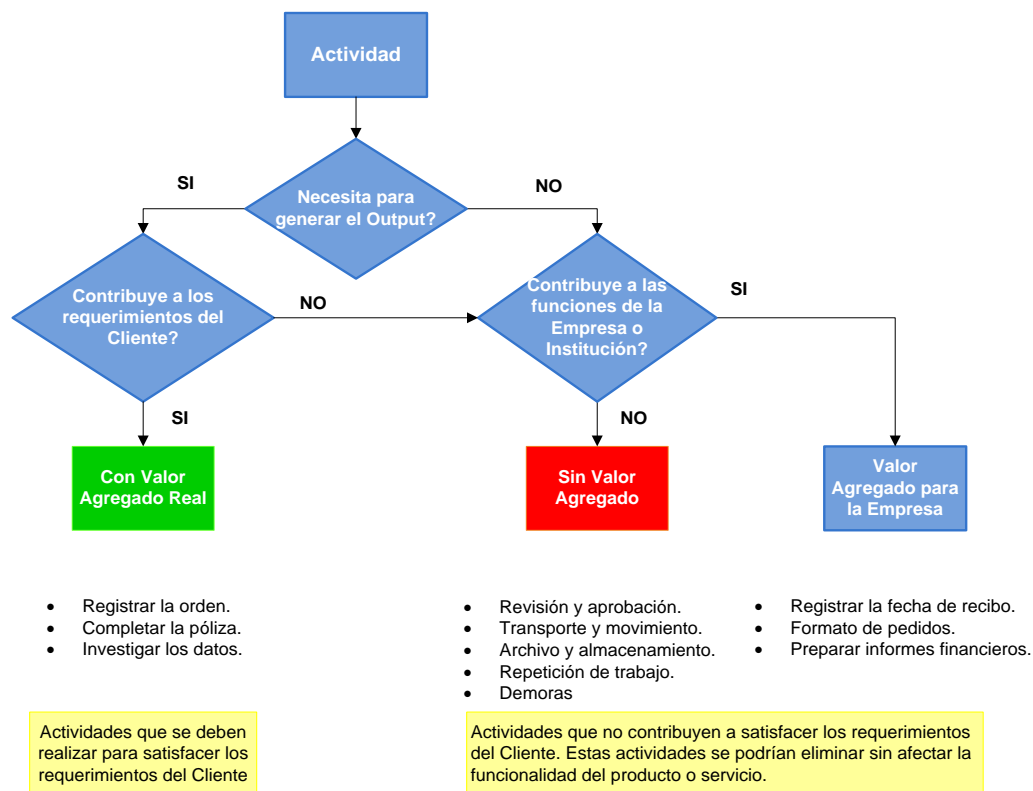 Actividad
SI
NO
Necesita para
generar el Output?
Contribuye a los
requerimientos del
Cliente?
NO
Contribuye a las
funciones de la
Empresa o
Institución?
SI
SI
NO
Con Valor
Agregado Real
Sin Valor
Agregado
Valor
Agregado para
la Empresa
• Registrar la orden.
• Completar la póliza.
• Investigar los datos.
• Revisión y aprobación.
• Transporte y movimiento.
• Archivo y almacenamiento.
• Repetición de trabajo.
• Demoras
• Registrar la fecha de recibo.
• Formato de pedidos.
• Preparar informes financieros.
Actividades que se deben
realizar para satisfacer los
requerimientos del Cliente
Actividades que no contribuyen a satisfacer los requerimientos
del Cliente. Estas actividades se podrían eliminar sin afectar la
funcionalidad del producto o servicio.